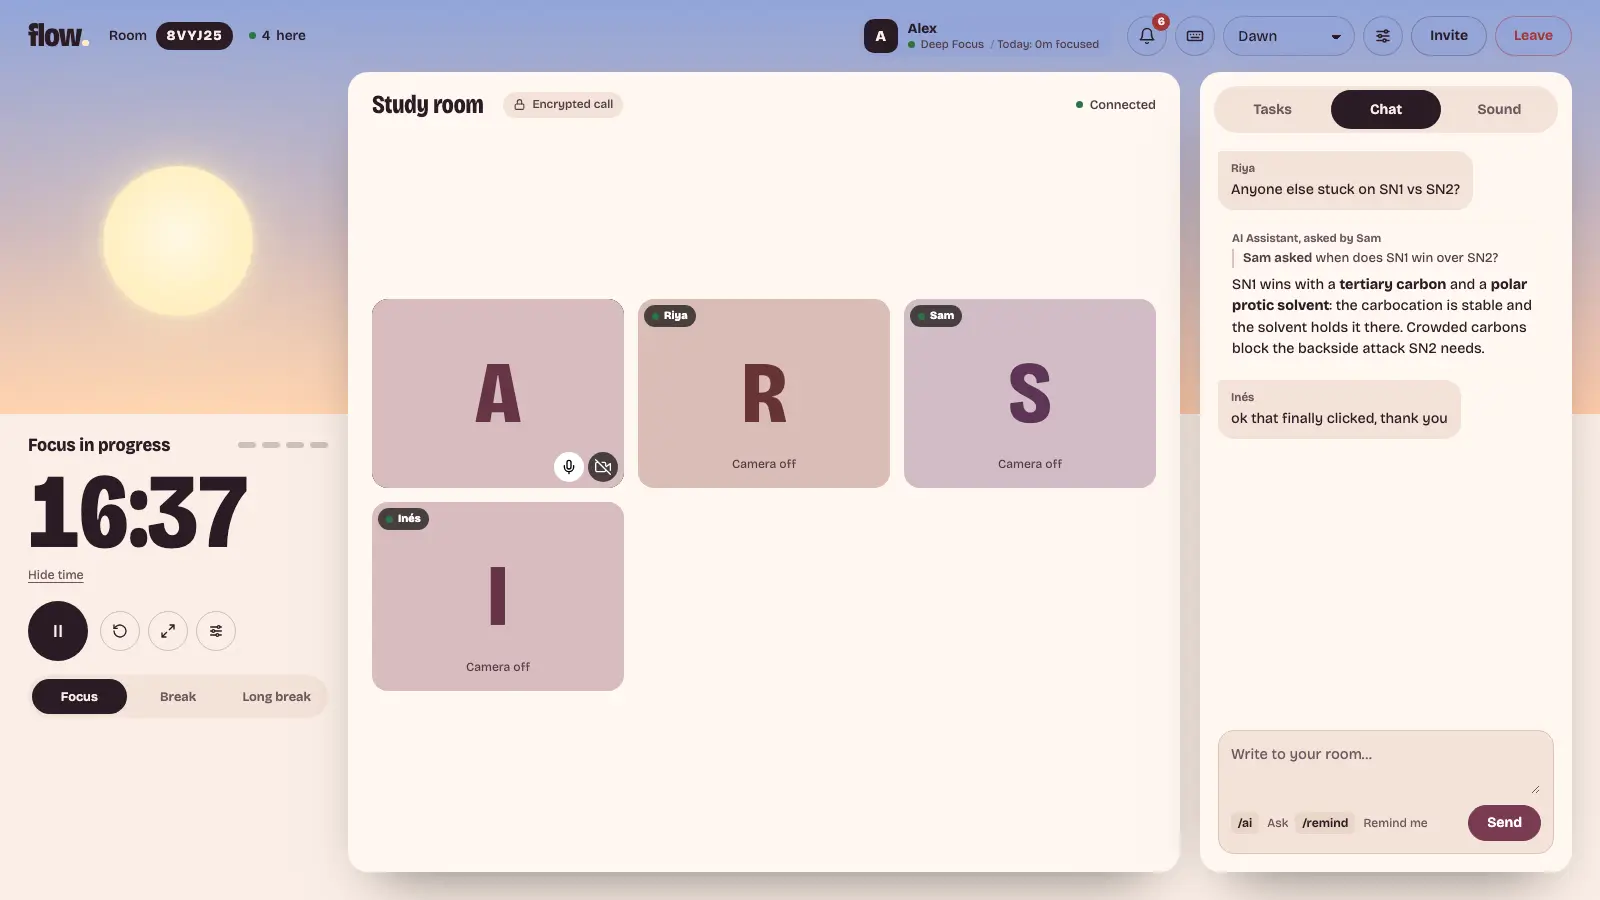 flow.
Room 8VYJ25 4 here
A Alex
Deep Focus / Today: 0m focused
6
Dawn
Invite
Leave
Focus in progress
16:37
Hide time
Focus Break Long break
Study room Encrypted call Connected
A
Riya
R
Camera off
Sam
S
Camera off
Inés
I
Camera off
Tasks Chat Sound
Riya
Anyone else stuck on SN1 vs SN2?
AI Assistant, asked by Sam
Sam asked when does SN1 win over SN2?
SN1 wins with a tertiary carbon and a polar
protic solvent: the carbocation is stable and
the solvent holds it there. Crowded carbons
block the backside attack SN2 needs.
Inés
ok that finally clicked, thank you
Write to your room...
/ai Ask /remind Remind me Send